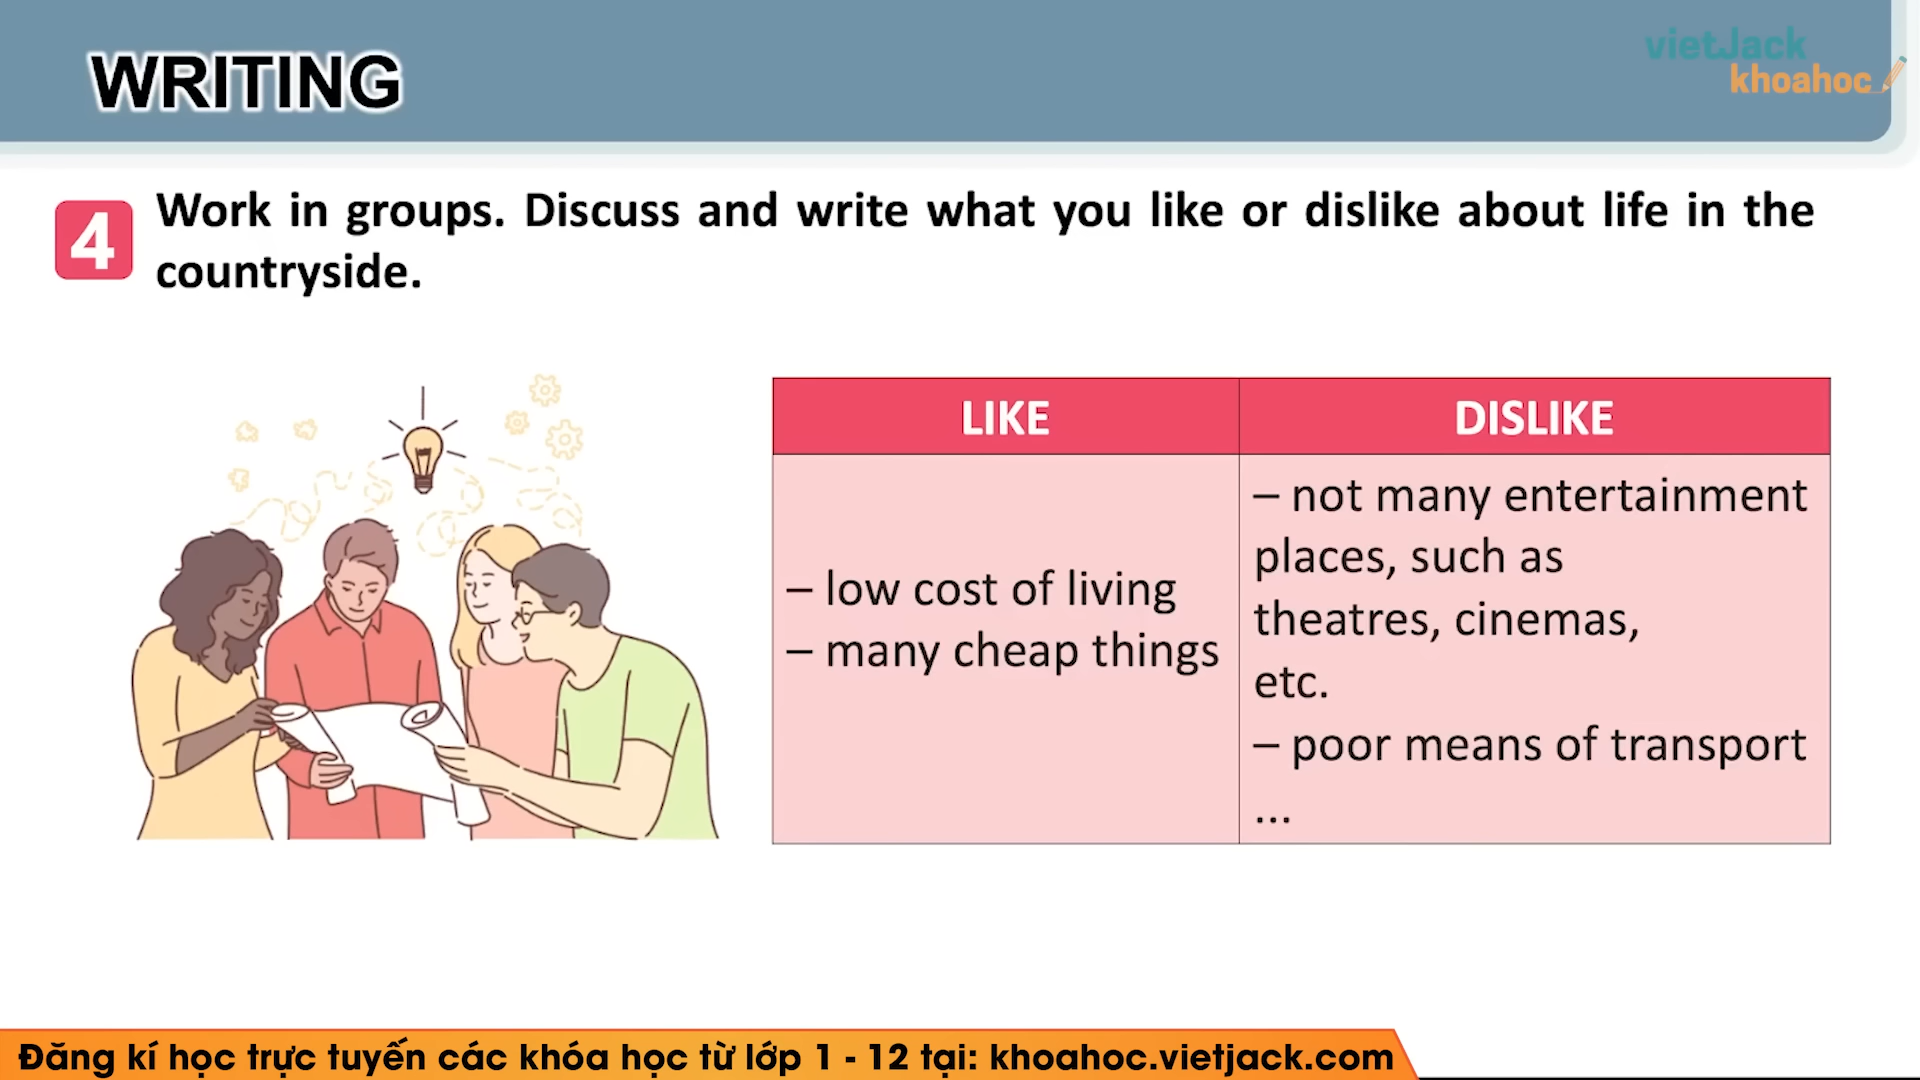 WRITING
vietJack
khoahoc
4
Work in groups. Discuss and write what you like or dislike about life in the
countryside.
LIKE
– low cost of living
– many cheap things
DISLIKE
– not many entertainment
places, such as
theatres, cinemas,
etc.
– poor means of transport
...
Đăng kí học trực tuyến các khóa học từ lớp 1 - 12 tại: khoahoc.vietjack.com